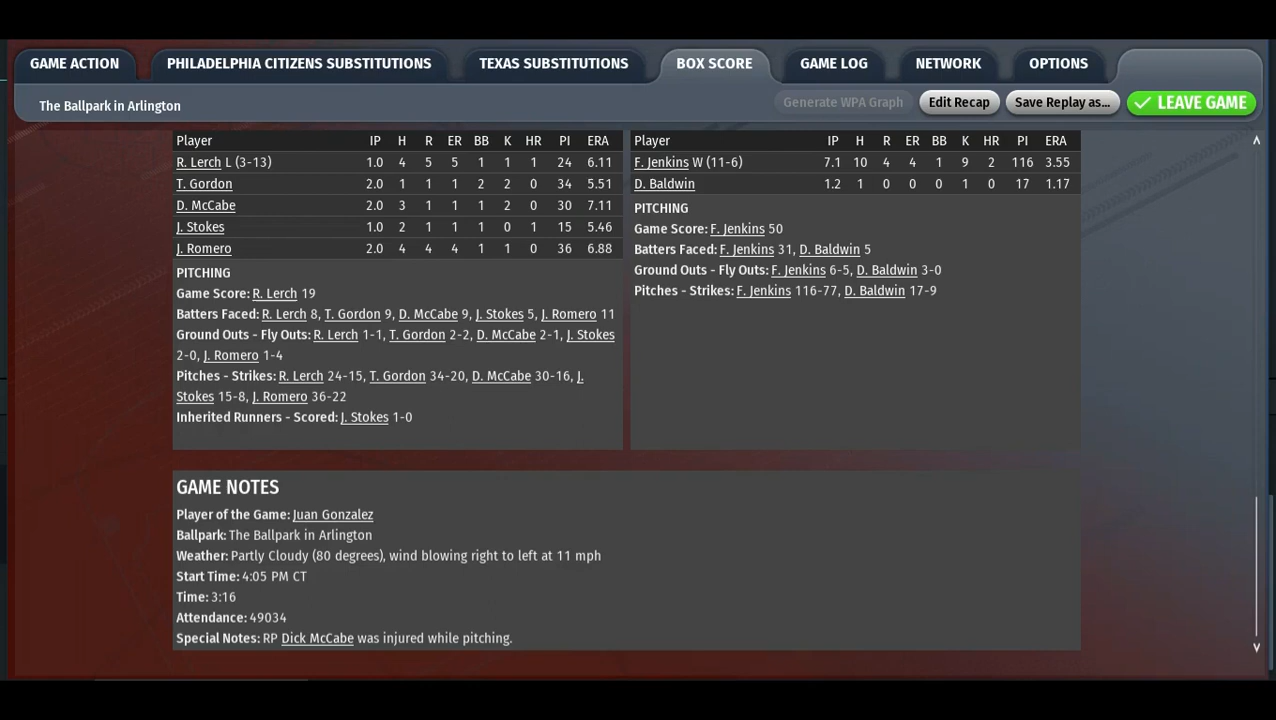 GAME ACTION PHILADELPHIA CITIZENS SUBSTITUTIONS TEXAS SUBSTITUTIONS BOX SCORE GAME LOG NETWORK OPTIONS
The Ballpark in Arlington Generate WPA Graph Edit Recap Save Replay as... LEAVE GAME
Player IP H R ER BB K HR PI ERA
R. Lerch L (3-13) 1.0 4 5 5 1 1 1 24 6.11
T. Gordon 2.0 1 1 1 2 2 0 34 5.51
D. McCabe 2.0 3 1 1 1 2 0 30 7.11
J. Stokes 1.0 2 1 1 1 0 1 15 5.46
J. Romero 2.0 4 4 4 1 1 0 36 6.88
PITCHING
Game Score: R. Lerch 19
Batters Faced: R. Lerch 8, T. Gordon 9, D. McCabe 9, J. Stokes 5, J. Romero 11
Ground Outs - Fly Outs: R. Lerch 1-1, T. Gordon 2-2, D. McCabe 2-1, J. Stokes
2-0, J. Romero 1-4
Pitches - Strikes: R. Lerch 24-15, T. Gordon 34-20, D. McCabe 30-16, J.
Stokes 15-8, J. Romero 36-22
Inherited Runners - Scored: J. Stokes 1-0
Player IP H R ER BB K HR PI ERA
F. Jenkins W (11-6) 7.1 10 4 4 1 9 2 116 3.55
D. Baldwin 1.2 1 0 0 0 1 0 17 1.17
PITCHING
Game Score: F. Jenkins 50
Batters Faced: F. Jenkins 31, D. Baldwin 5
Ground Outs - Fly Outs: F. Jenkins 6-5, D. Baldwin 3-0
Pitches - Strikes: F. Jenkins 116-77, D. Baldwin 17-9
GAME NOTES
Player of the Game: Juan Gonzalez
Ballpark: The Ballpark in Arlington
Weather: Partly Cloudy (80 degrees), wind blowing right to left at 11 mph
Start Time: 4:05 PM CT
Time: 3:16
Attendance: 49034
Special Notes: RP Dick McCabe was injured while pitching.